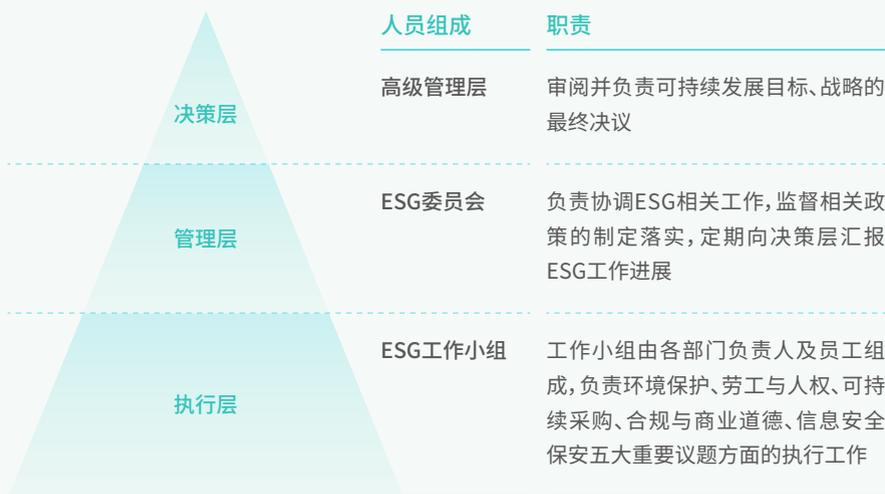 人员组成
职责
决策层
高级管理层
审阅并负责可持续发展目标、战略的
最终决议
管理层
ESG委员会
负责协调ESG相关工作，监督相关政
策的制定落实，定期向决策层汇报
ESG工作进展
执行层
ESG工作小组
工作小组由各部门负责人及员工组
成，负责环境保护、劳工与人权、可持
续采购、合规与商业道德、信息安全
保安五大重要议题方面的执行工作